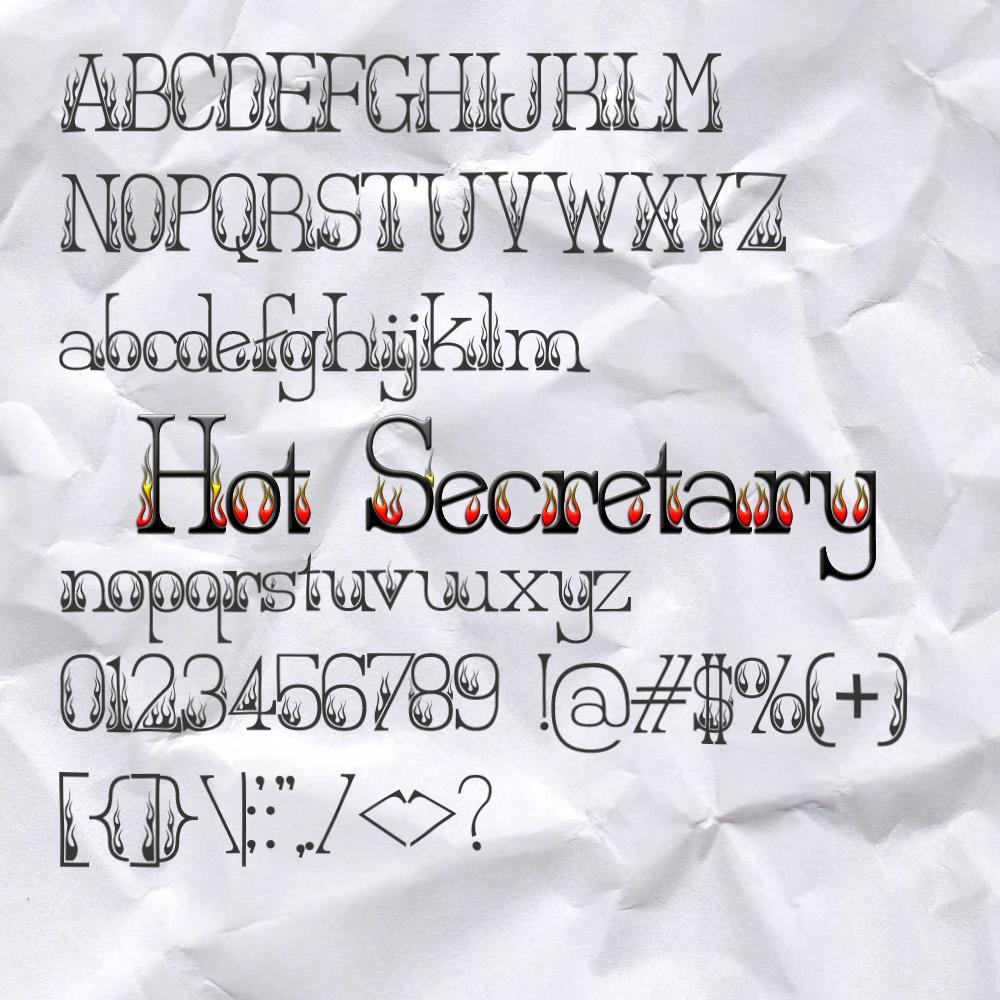 ABCDEFGHIJKLM
NOPQRSTUVWXYZ
abcdefghijklm
Hot Secretary
nopqrstuvwxyz
0123456789 !@#$%(+)
[{]} \|;:'",./<>?